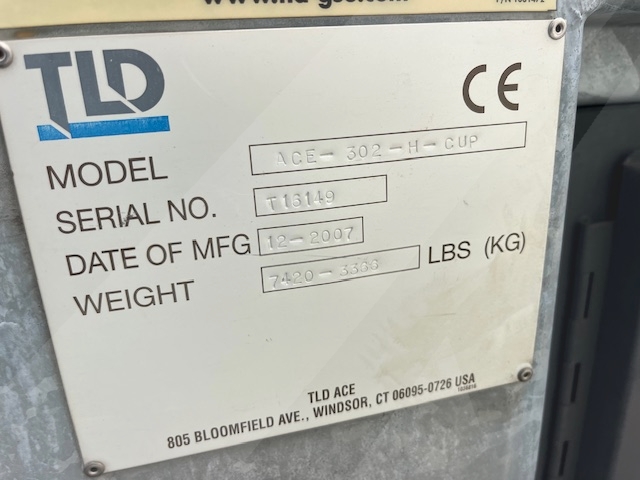 TLD
CE
MODEL ACE-302-H-CUP
SERIAL NO. T16149
DATE OF MFG 12-2007
WEIGHT 7420-3366 LBS (KG)
TLD ACE
805 BLOOMFIELD AVE., WINDSOR, CT 06095-0726 USA